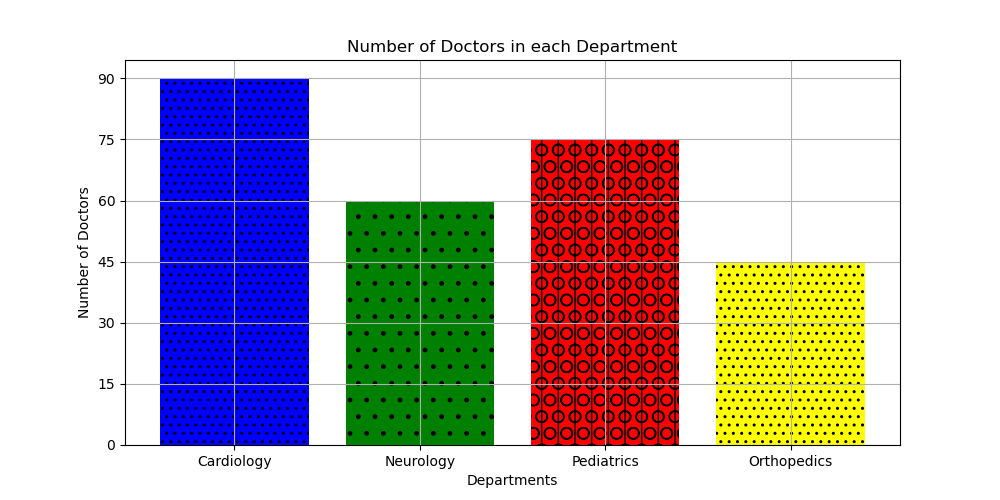 Number of Doctors in each Department
Number of Doctors
90
75
60
45
30
15
0
Cardiology Neurology Pediatrics Orthopedics
Departments